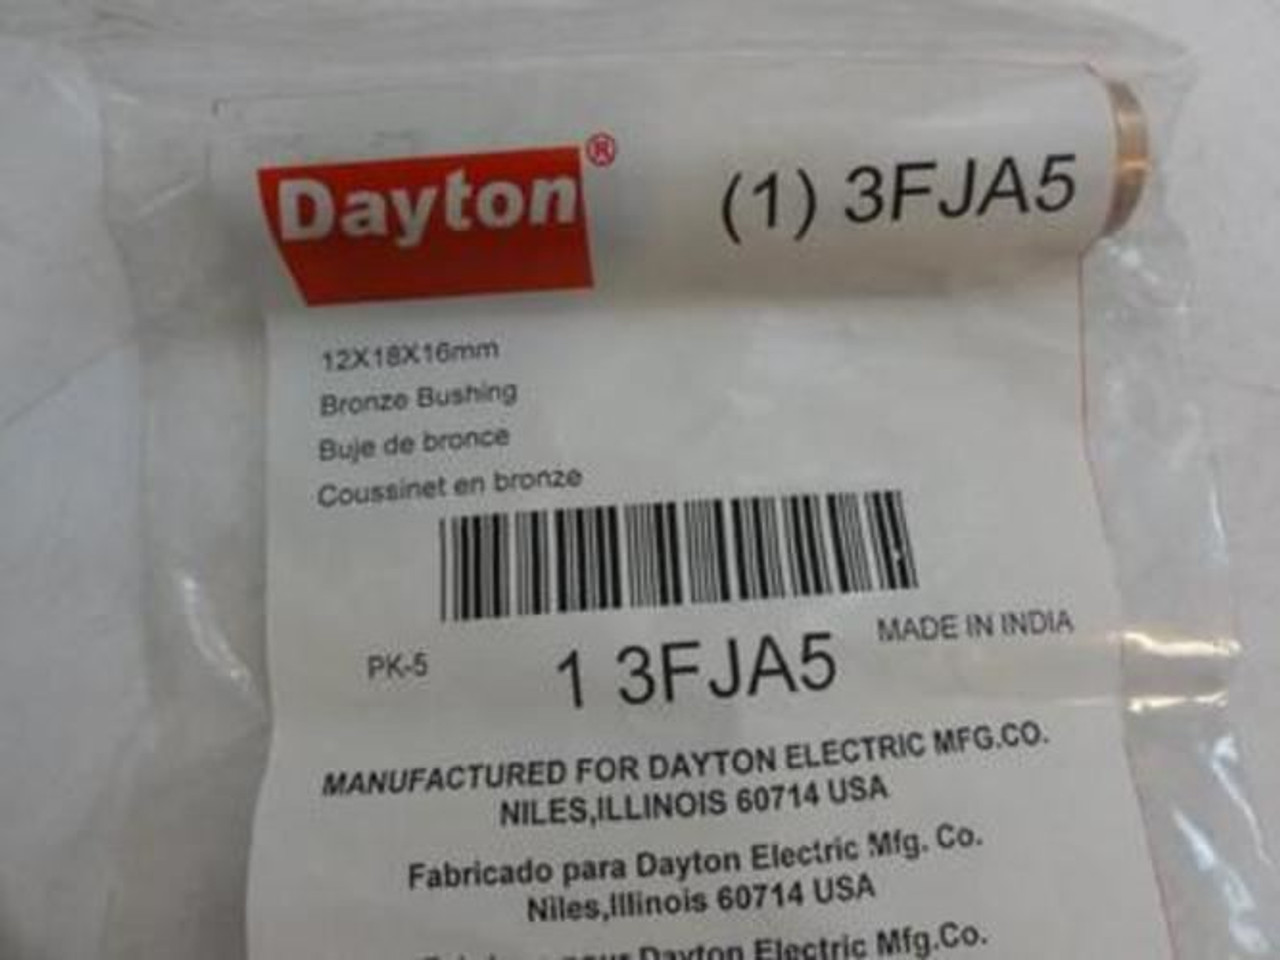 Dayton®
(1) 3FJA5
12X18X16mm
Bronze Bushing
Buje de bronce
Coussinet en bronze
PK-5
1 3FJA5
MADE IN INDIA
MANUFACTURED FOR DAYTON ELECTRIC MFG.CO.
NILES,ILLINOIS 60714 USA
Fabricado para Dayton Electric Mfg. Co.
Niles,Illinois 60714 USA
pour Dayton Electric Mfg.Co.